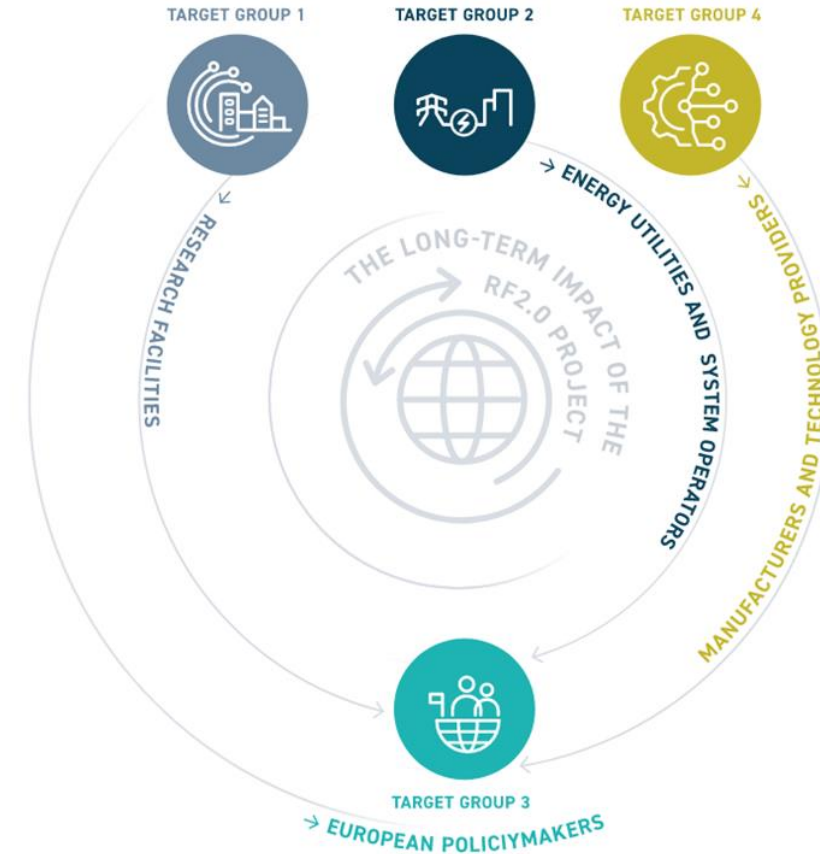 TARGET GROUP 1
TARGET GROUP 2
TARGET GROUP 4
→ RESEARCH FACILITIES
→ ENERGY UTILITIES AND SYSTEM OPERATORS
→ MANUFACTURERS AND TECHNOLOGY PROVIDERS
THE LONG-TERM IMPACT OF THE
RF2.0 PROJECT
TARGET GROUP 3
→ EUROPEAN POLICIYMAKERS